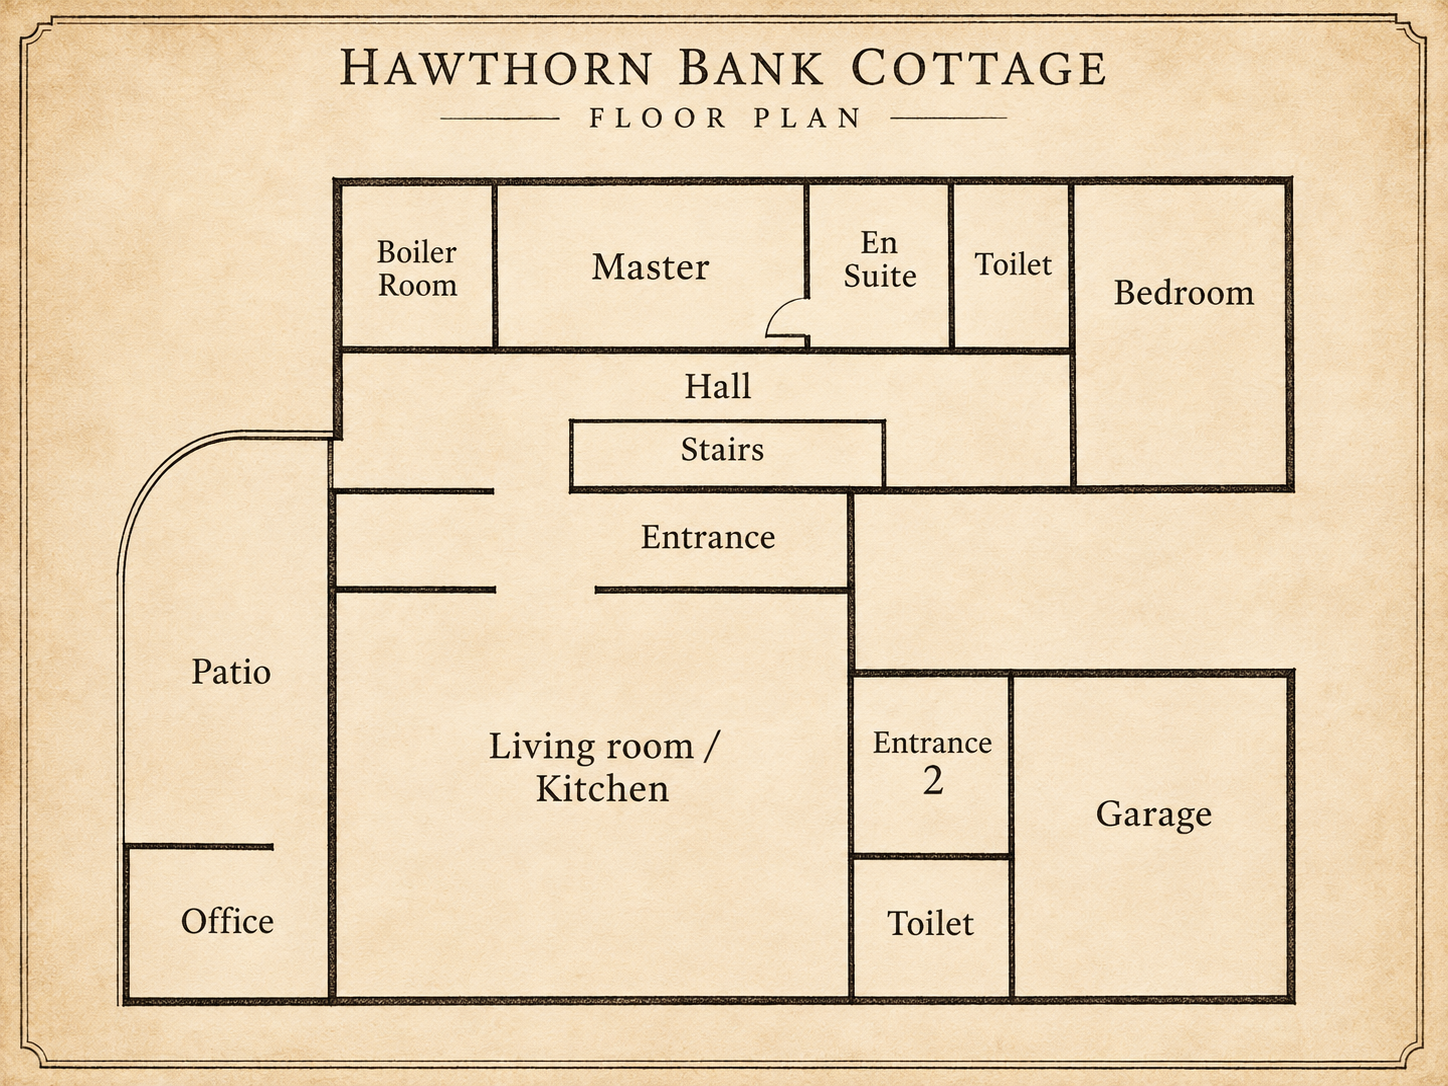 HAWTHORN BANK COTTAGE
FLOOR PLAN
Boiler
Room
Master
En
Suite
Toilet
Bedroom
Hall
Stairs
Entrance
Patio
Living room /
Kitchen
Entrance
2
Garage
Office
Toilet